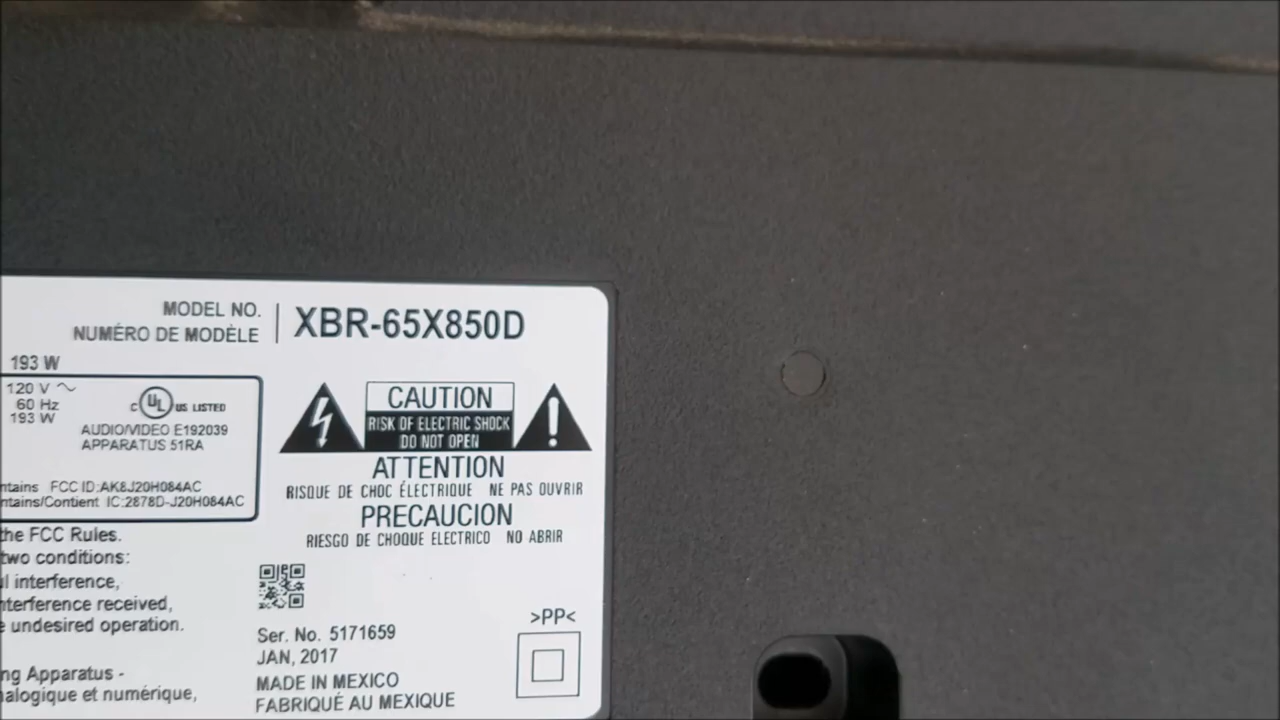 MODEL NO.
NUMÉRO DE MODÈLE
XBR-65X850D
193 W
120 V ~
60 Hz
193 W
C UL US LISTED
AUDIO/VIDEO E192039
APPARATUS 51RA
ntains FCC ID:AK8J20H084AC
ntains/Contient IC:2878D-J20H084AC
the FCC Rules.
two conditions:
ul interference,
nterference received,
e undesired operation.
ng Apparatus -
nalogique et numérique,
CAUTION
RISK OF ELECTRIC SHOCK
DO NOT OPEN
ATTENTION
RISQUE DE CHOC ÉLECTRIQUE NE PAS OUVRIR
PRECAUCION
RIESGO DE CHOQUE ELECTRICO NO ABRIR
>PP<
Ser. No. 5171659
JAN, 2017
MADE IN MEXICO
FABRIQUÉ AU MEXIQUE